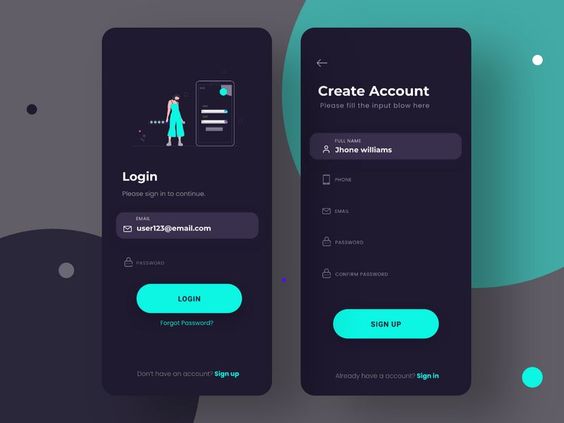 Login
Please sign in to continue.
EMAIL
user123@email.com
PASSWORD
LOGIN
Forgot Password?
Don't have an account? Sign up
Create Account
Please fill the input blow here
FULL NAME
Jhone williams
PHONE
EMAIL
PASSWORD
CONFIRM PASSWORD
SIGN UP
Already have a account? Sign in